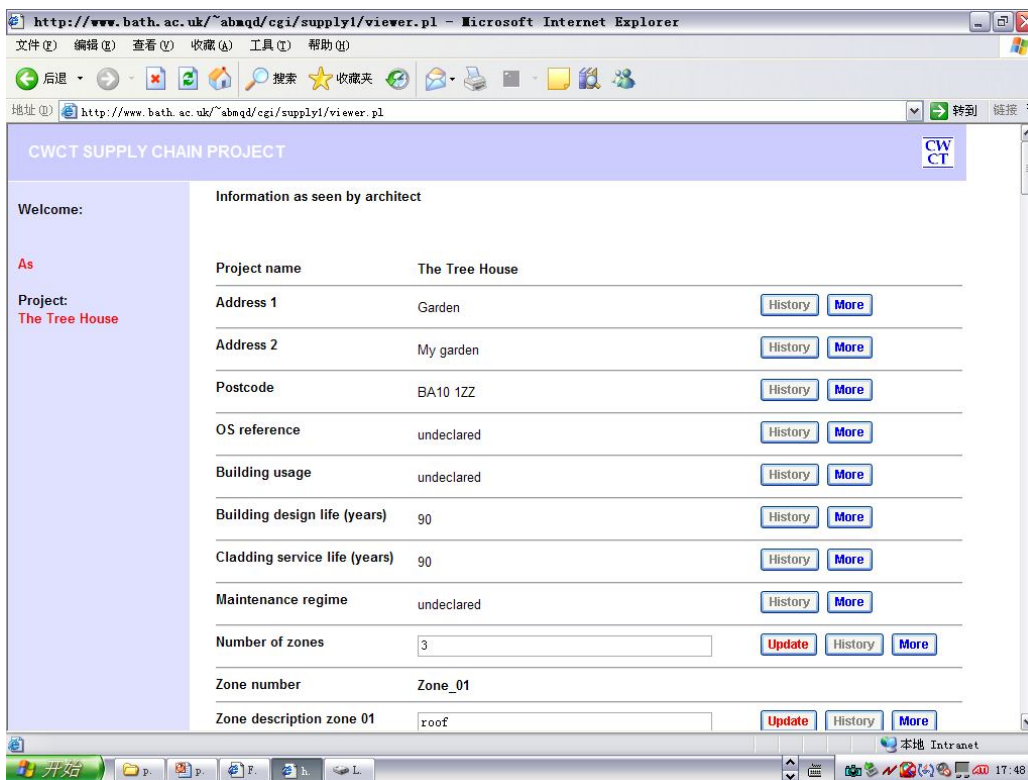 http://www.bath.ac.uk/~abmqd/cgi/supply1/viewer.pl - Microsoft Internet Explorer
文件(F) 编辑(E) 查看(V) 收藏(A) 工具(T) 帮助(H)
后退 搜索 收藏夹
地址(D) http://www.bath.ac.uk/~abmqd/cgi/supply1/viewer.pl 转到 链接
CWCT SUPPLY CHAIN PROJECT
CW
CT
Welcome:
As
Project:
The Tree House
Information as seen by architect
Project name The Tree House
Address 1 Garden History More
Address 2 My garden History More
Postcode BA10 1ZZ History More
OS reference undeclared History More
Building usage undeclared History More
Building design life (years) 90 History More
Cladding service life (years) 90 History More
Maintenance regime undeclared History More
Number of zones 3 Update History More
Zone number Zone_01
Zone description zone 01 roof Update History More
本地 Intranet
开始 p. p. F. h. L. 17:48